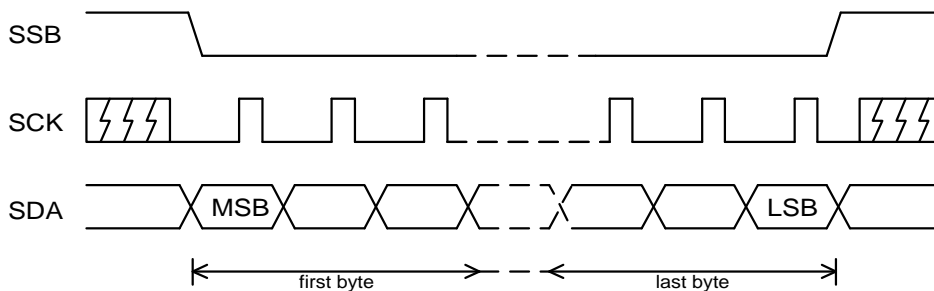 SSB
SCK
SDA
MSB
LSB
first byte
last byte